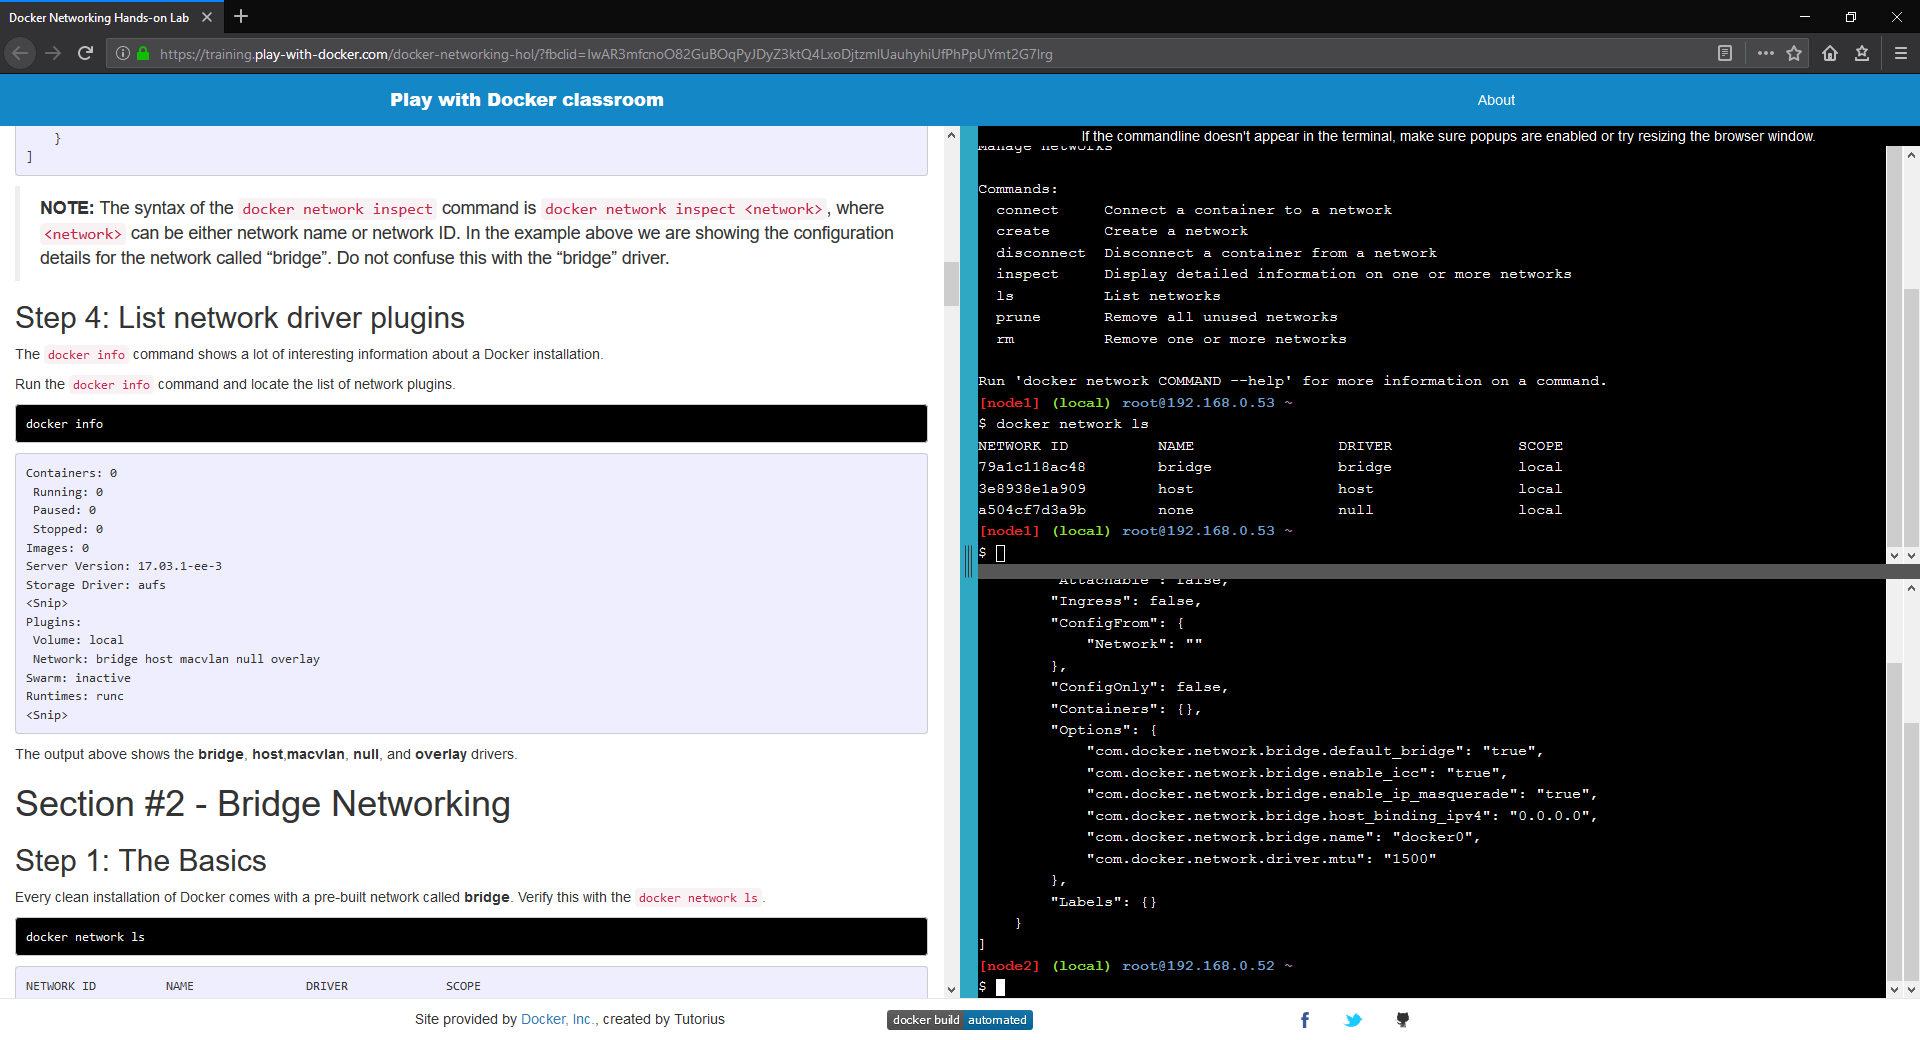 Docker Networking Hands-on Lab
https://training.play-with-docker.com/docker-networking-hol/?fbclid=IwAR3mfcnoO82GuBOqPyJDyZ3ktQ4LxoDjtzmlUauhyhiUfPhPpUYmt2G7lrg
Play with Docker classroom
About
    }
]
NOTE: The syntax of the docker network inspect command is docker network inspect <network>, where
<network> can be either network name or network ID. In the example above we are showing the configuration
details for the network called “bridge”. Do not confuse this with the “bridge” driver.
Step 4: List network driver plugins
The docker info command shows a lot of interesting information about a Docker installation.
Run the docker info command and locate the list of network plugins.
docker info
Containers: 0
 Running: 0
 Paused: 0
 Stopped: 0
Images: 0
Server Version: 17.03.1-ee-3
Storage Driver: aufs
<Snip>
Plugins:
 Volume: local
 Network: bridge host macvlan null overlay
Swarm: inactive
Runtimes: runc
<Snip>
The output above shows the bridge, host,macvlan, null, and overlay drivers.
Section #2 - Bridge Networking
Step 1: The Basics
Every clean installation of Docker comes with a pre-built network called bridge. Verify this with the docker network ls.
docker network ls
NETWORK ID          NAME                DRIVER              SCOPE
If the commandline doesn't appear in the terminal, make sure popups are enabled or try resizing the browser window.
Manage networks
Commands:
  connect     Connect a container to a network
  create      Create a network
  disconnect  Disconnect a container from a network
  inspect     Display detailed information on one or more networks
  ls          List networks
  prune       Remove all unused networks
  rm          Remove one or more networks
Run 'docker network COMMAND --help' for more information on a command.
[node1] (local) root@192.168.0.53 ~
$ docker network ls
NETWORK ID          NAME                DRIVER              SCOPE
79a1c118ac48        bridge              bridge              local
3e8938e1a909        host                host                local
a504cf7d3a9b        none                null                local
[node1] (local) root@192.168.0.53 ~
$
        "Attachable": false,
        "Ingress": false,
        "ConfigFrom": {
            "Network": ""
        },
        "ConfigOnly": false,
        "Containers": {},
        "Options": {
            "com.docker.network.bridge.default_bridge": "true",
            "com.docker.network.bridge.enable_icc": "true",
            "com.docker.network.bridge.enable_ip_masquerade": "true",
            "com.docker.network.bridge.host_binding_ipv4": "0.0.0.0",
            "com.docker.network.bridge.name": "docker0",
            "com.docker.network.driver.mtu": "1500"
        },
        "Labels": {}
    }
]
[node2] (local) root@192.168.0.52 ~
$
Site provided by Docker, Inc., created by Tutorius
docker build automated